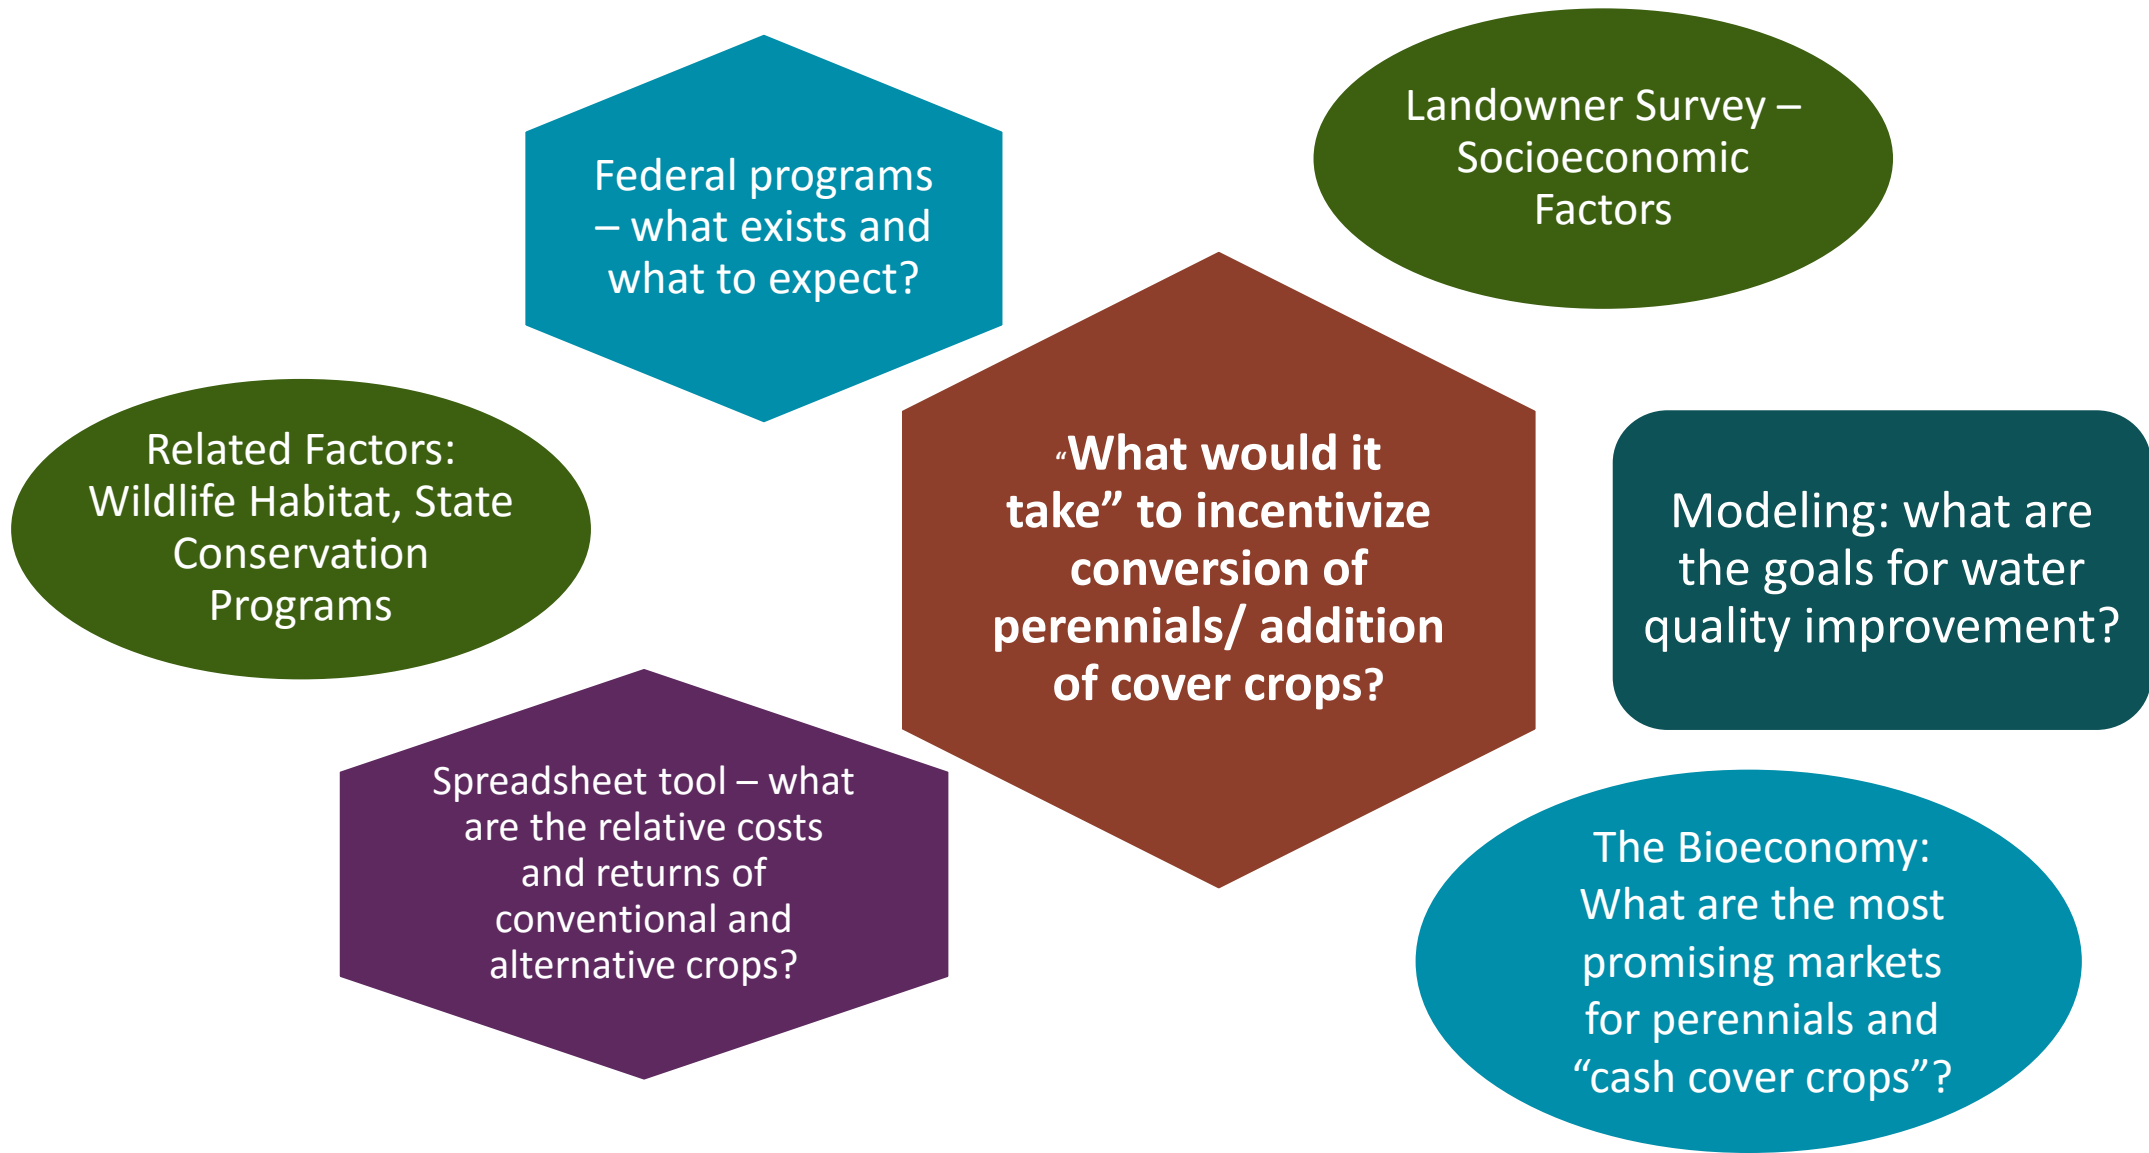 Federal programs
– what exists and
what to expect?
Landowner Survey –
Socioeconomic
Factors
Related Factors:
Wildlife Habitat, State
Conservation
Programs
“What would it
take” to incentivize
conversion of
perennials/ addition
of cover crops?
Modeling: what are
the goals for water
quality improvement?
Spreadsheet tool – what
are the relative costs
and returns of
conventional and
alternative crops?
The Bioeconomy:
What are the most
promising markets
for perennials and
“cash cover crops”?